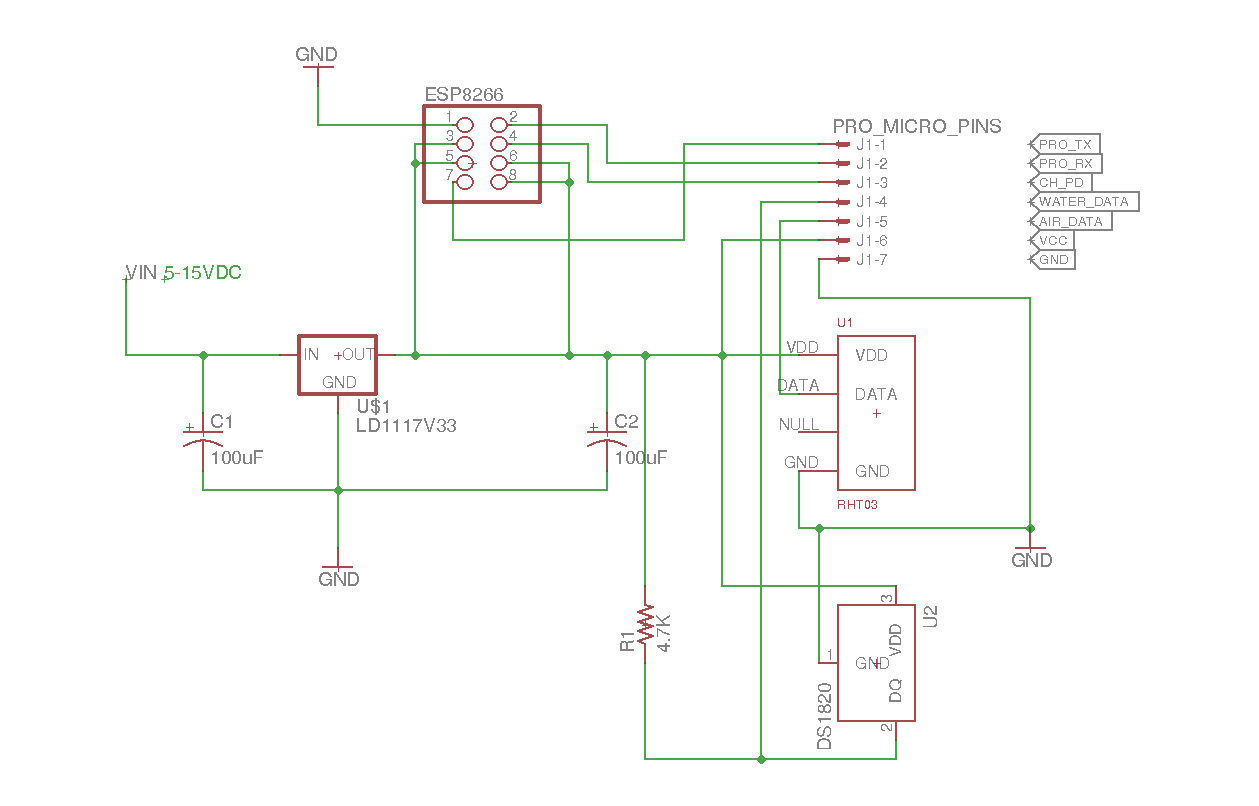 GND
ESP8266
1 2
3 4
5 6
7 8
PRO_MICRO_PINS
J1-1 PRO_TX
J1-2 PRO_RX
J1-3 CH_PD
J1-4 WATER_DATA
J1-5 AIR_DATA
J1-6 VCC
J1-7 GND
VIN 5-15VDC
IN +OUT
GND
U$1
LD1117V33
+ C1
100uF
+ C2
100uF
U1
VDD VDD
DATA DATA
NULL
GND GND
RHT03
GND
GND
R1
4.7K
3
U2
VDD
1 GND
DQ
2
DS1820